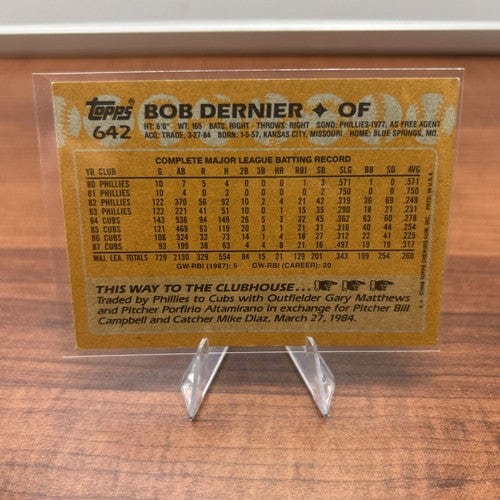 Topps®
642
BOB DERNIER ✦ OF
HT: 6'0" WT: 165 BATS: RIGHT THROWS: RIGHT SGND: PHILLIES-1977, AS FREE AGENT
ACQ: TRADE, 3-27-84 BORN: 1-5-57, KANSAS CITY, MISSOURI HOME: BLUE SPRINGS, MO.
COMPLETE MAJOR LEAGUE BATTING RECORD
YR CLUB G AB R H 2B 3B HR RBI SB SLG BB SO AVG
80 PHILLIES 10 7 5 4 0 0 0 1 3 .571 1 0 .571
81 PHILLIES 10 4 0 3 0 0 0 0 2 .750 0 0 .750
82 PHILLIES 122 370 56 92 10 2 4 21 42 .319 36 69 .249
83 PHILLIES 122 221 41 51 10 0 1 15 35 .290 18 21 .231
84 CUBS 143 536 94 149 26 5 3 32 45 .362 63 60 .278
85 CUBS 121 469 63 119 20 3 1 21 31 .316 40 44 .254
86 CUBS 108 324 32 73 14 1 4 18 27 .312 22 41 .225
87 CUBS 93 199 38 63 4 4 8 21 16 .497 19 19 .317
MAJ. LEA. TOTALS 729 2130 329 554 84 15 21 129 201 .343 199 254 .260
GW-RBI (1987): 5 GW-RBI (CAREER): 20
THIS WAY TO THE CLUBHOUSE...
Traded by Phillies to Cubs with Outfielder Gary Matthews
and Pitcher Porfirio Altamirano in exchange for Pitcher Bill
Campbell and Catcher Mike Diaz, March 27, 1984.
© 1988 TOPPS CHEWING GUM, INC. PRTD. IN U.S.A.